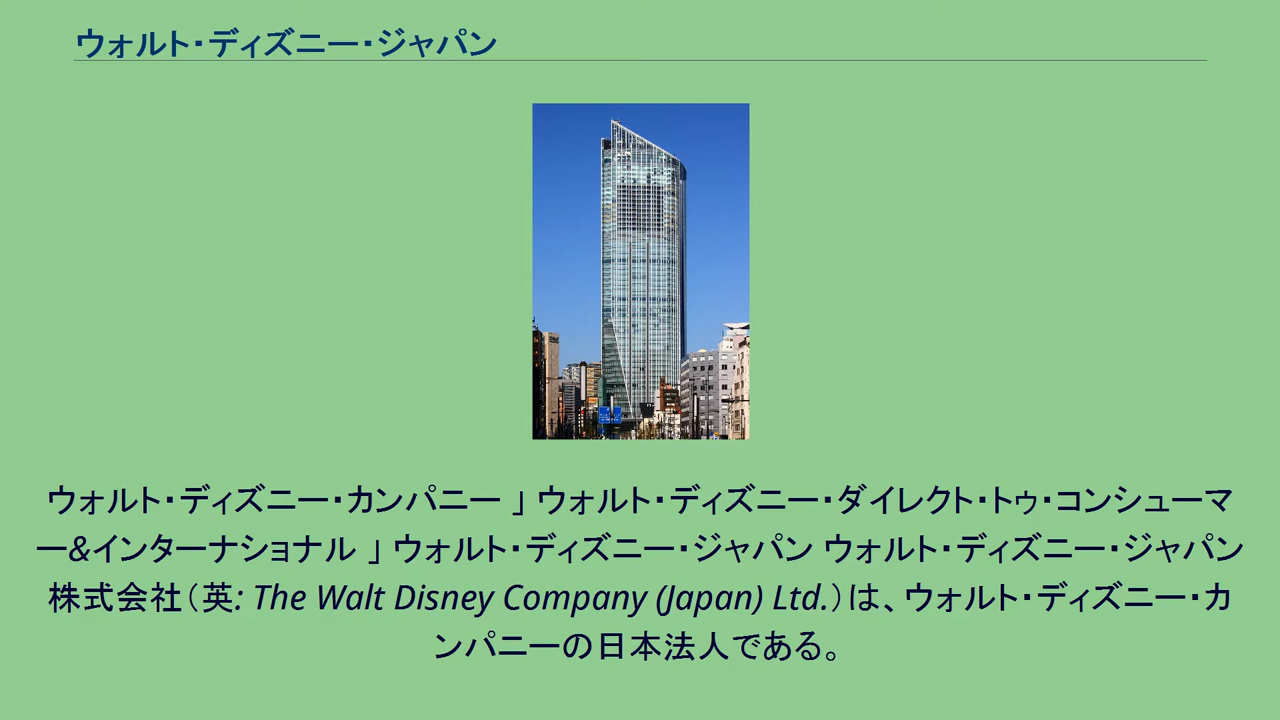 ウォルト・ディズニー・ジャパン
ウォルト・ディズニー・カンパニー 」 ウォルト・ディズニー・ダイレクト・トゥ・コンシューマ
ー&インターナショナル 」 ウォルト・ディズニー・ジャパン ウォルト・ディズニー・ジャパン
株式会社（英: The Walt Disney Company (Japan) Ltd.）は、ウォルト・ディズニー・カ
ンパニーの日本法人である。